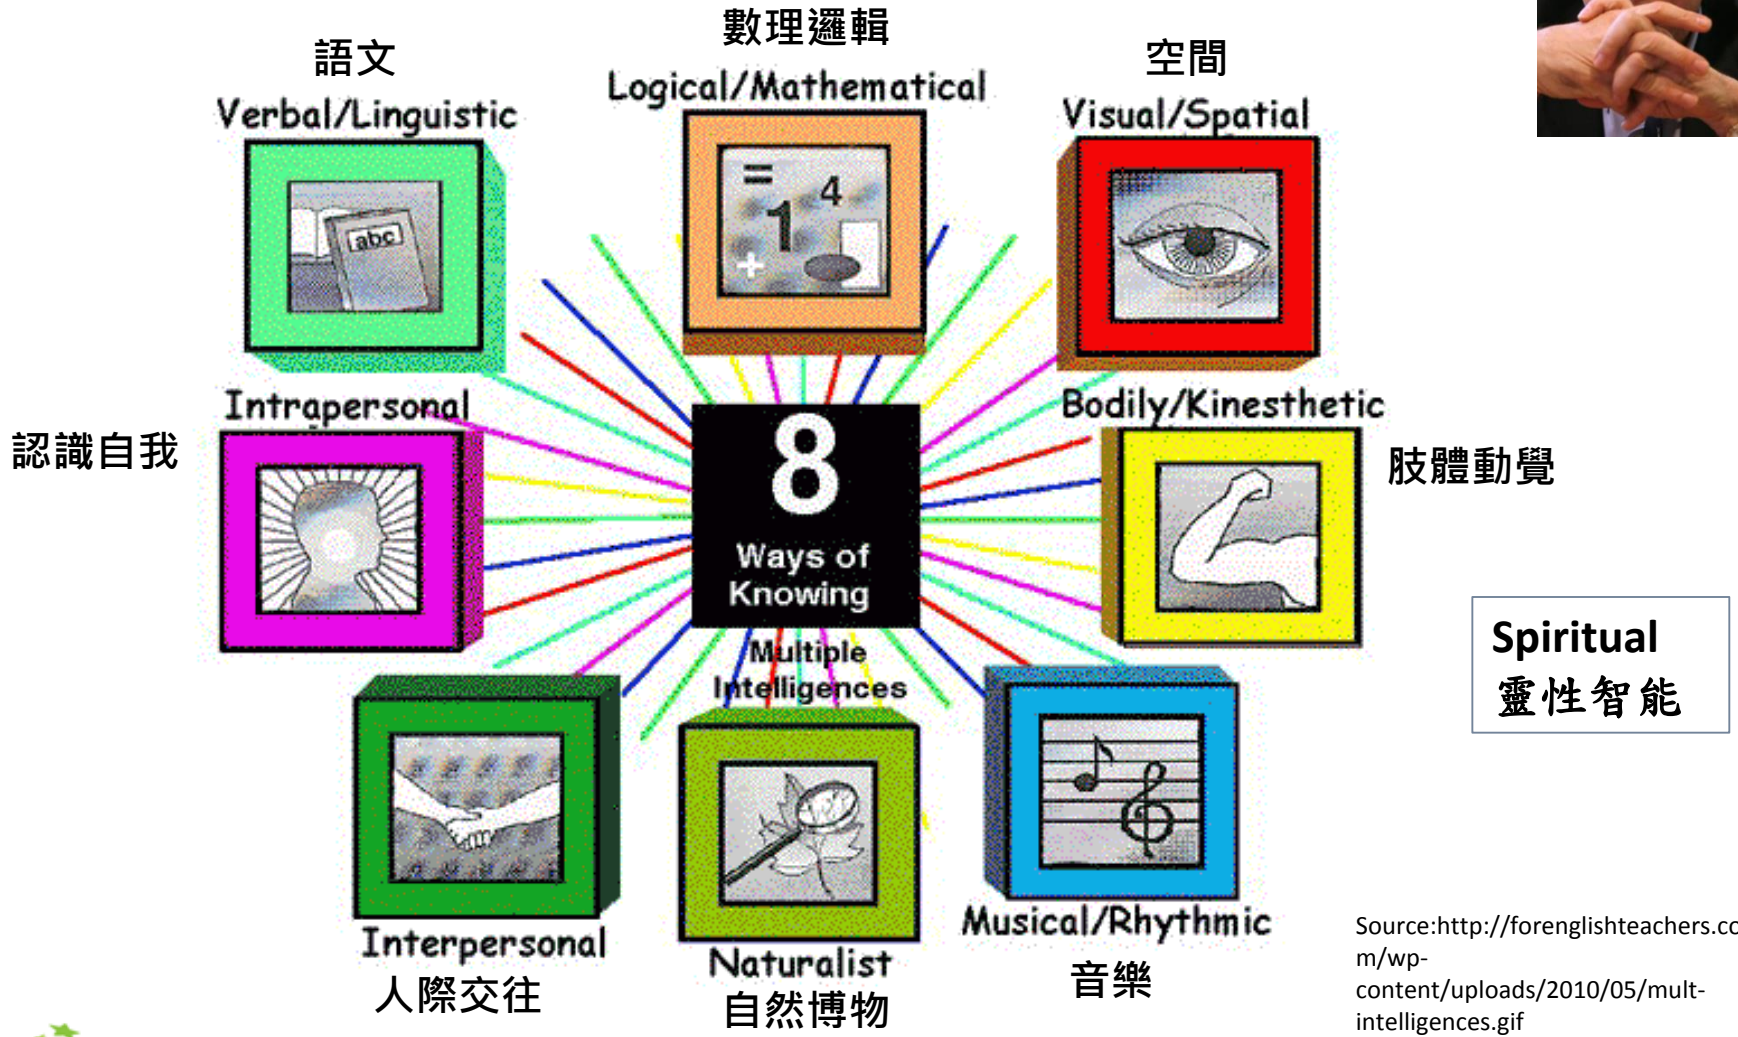 語文
Verbal/Linguistic
數理邏輯
Logical/Mathematical
空間
Visual/Spatial
abc
=
4
1
+
認識自我
Intrapersonal
Bodily/Kinesthetic
肢體動覺
8
Ways of
Knowing
Multiple
Intelligences
Spiritual
靈性智能
Interpersonal
人際交往
Naturalist
自然博物
Musical/Rhythmic
音樂
Source:http://forenglishteachers.co
m/wp-
content/uploads/2010/05/mult-
intelligences.gif